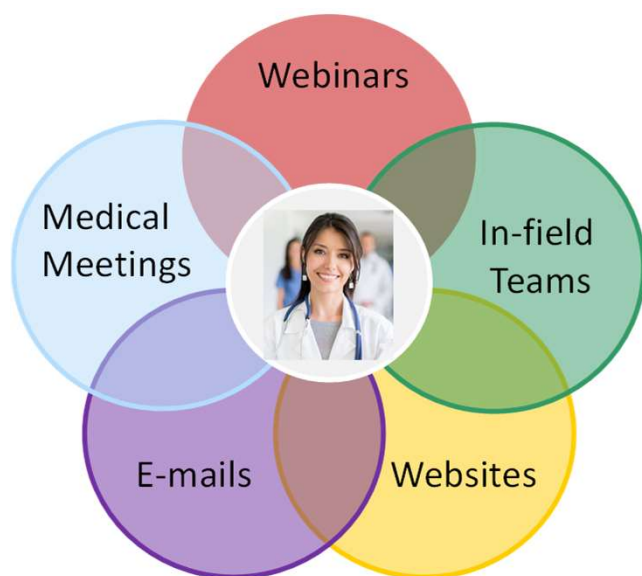 Webinars
Medical
Meetings
In-field
Teams
E-mails
Websites